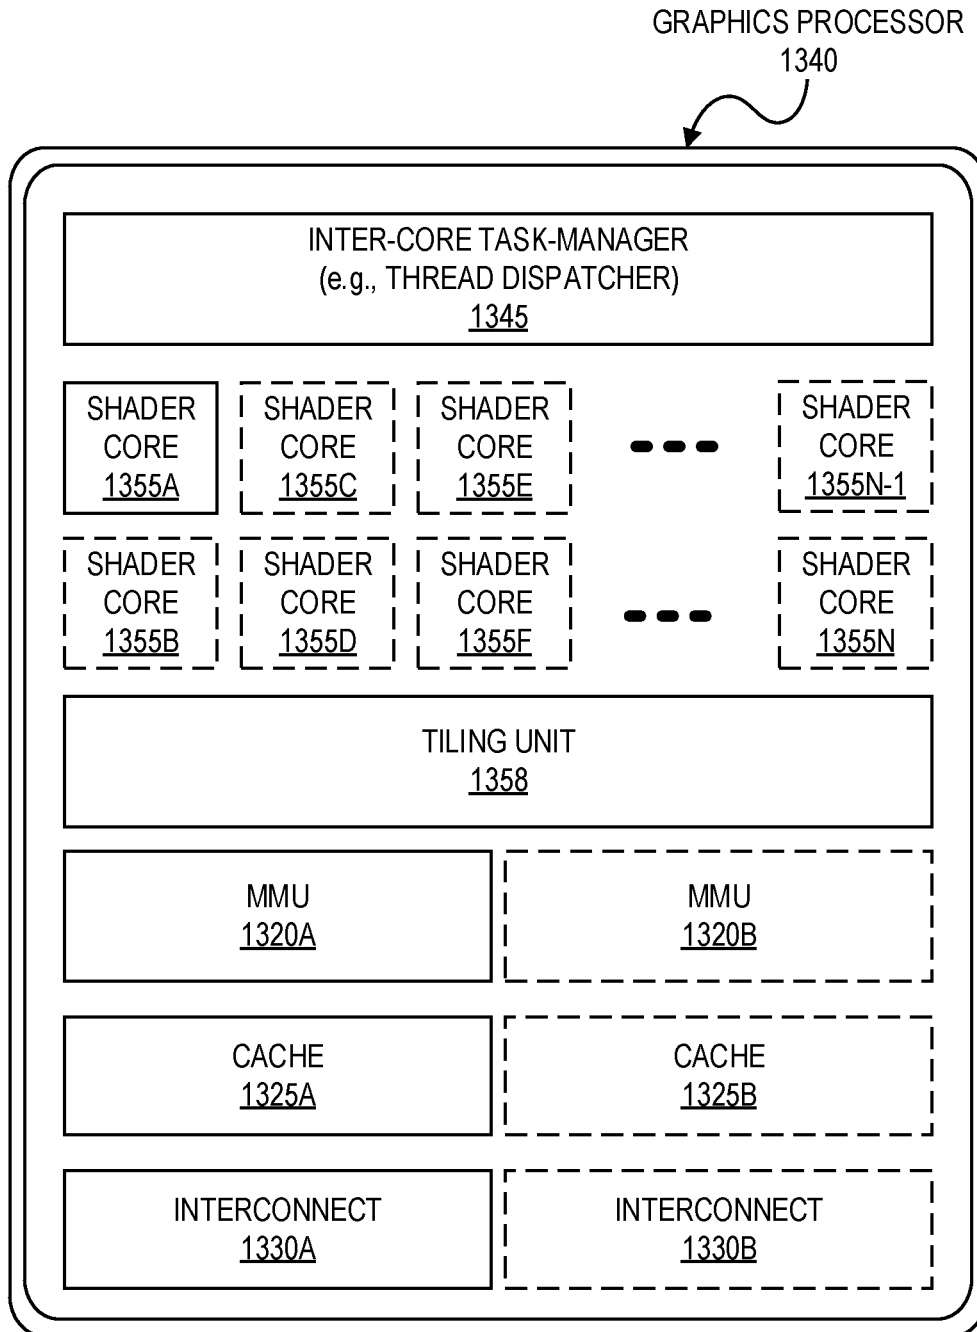 GRAPHICS PROCESSOR
1340
INTER-CORE TASK-MANAGER
(e.g., THREAD DISPATCHER)
1345
SHADER
CORE
1355A
SHADER
CORE
1355C
SHADER
CORE
1355E
SHADER
CORE
1355N-1
SHADER
CORE
1355B
SHADER
CORE
1355D
SHADER
CORE
1355F
SHADER
CORE
1355N
TILING UNIT
1358
MMU
1320A
MMU
1320B
CACHE
1325A
CACHE
1325B
INTERCONNECT
1330A
INTERCONNECT
1330B